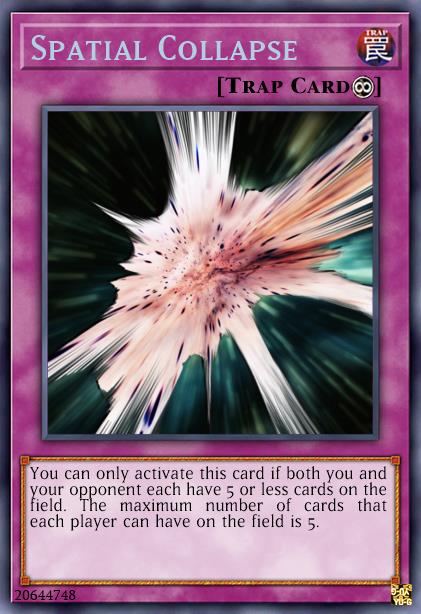 SPATIAL COLLAPSE
TRAP
罠
[TRAP CARD♾]
You can only activate this card if both you and
your opponent each have 5 or less cards on the
field. The maximum number of cards that
each player can have on the field is 5.
20644748